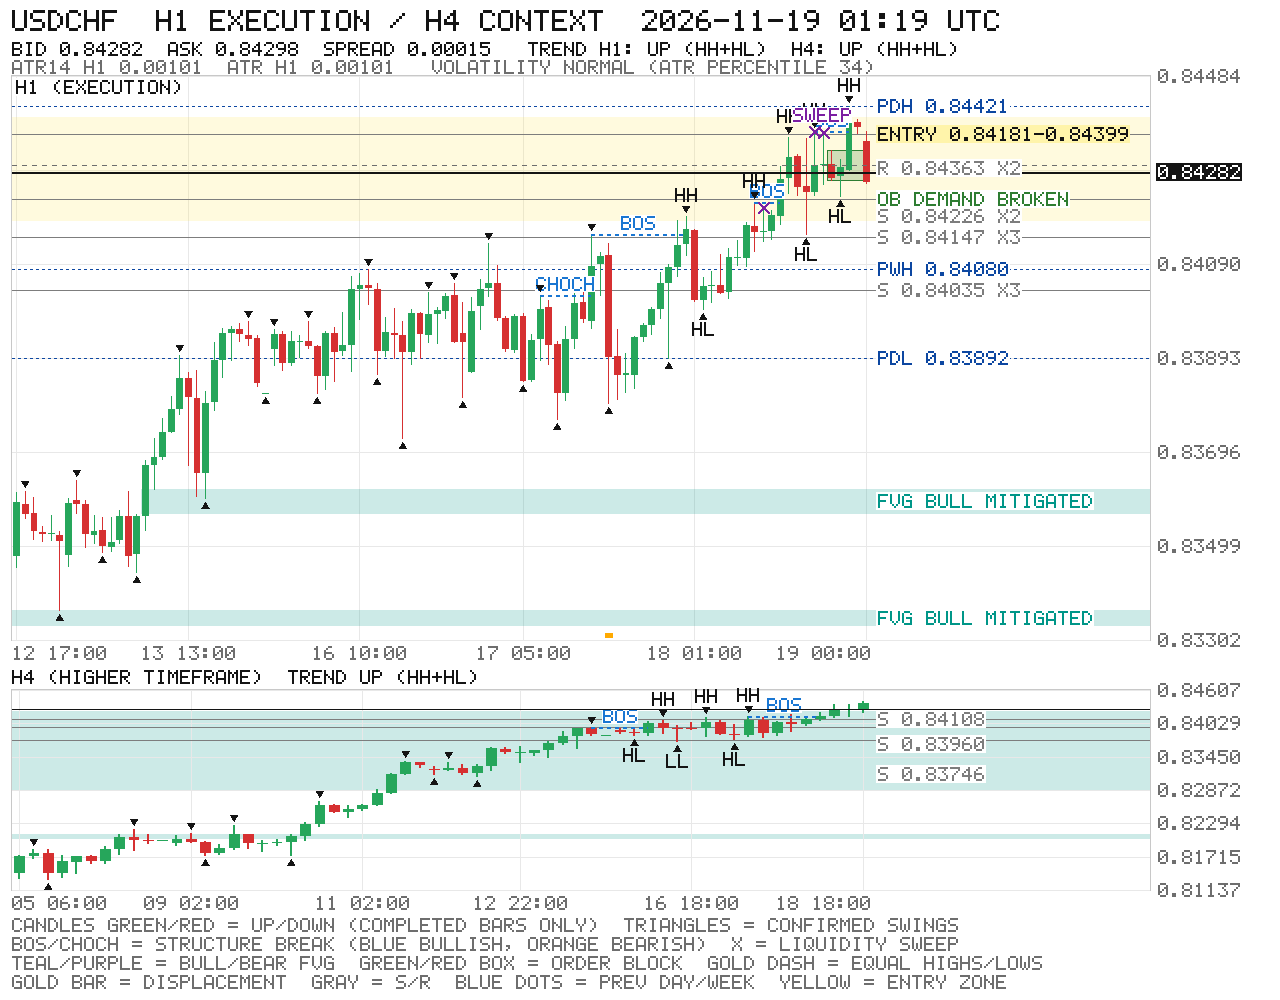 USDCHF  H1 EXECUTION / H4 CONTEXT  2026-11-19 01:19 UTC
BID 0.84282  ASK 0.84298  SPREAD 0.00015  TREND H1: UP (HH+HL)  H4: UP (HH+HL)
ATR14 H1 0.00101  ATR H1 0.00101  VOLATILITY NORMAL (ATR PERCENTILE 34)
H1 (EXECUTION)
0.84484
HH
PDH 0.84421
SWEEP
ENTRY 0.84181-0.84399
R 0.84363 X2
0.84282
HH
BOS
HH
OB DEMAND BROKEN
HL
S 0.84226 X2
BOS
S 0.84147 X3
HL
0.84090
PWH 0.84080
CHOCH
S 0.84035 X3
HL
PDL 0.83892
0.83893
0.83696
FVG BULL MITIGATED
0.83499
FVG BULL MITIGATED
0.83302
12 17:00  13 13:00  16 10:00  17 05:00  18 01:00  19 00:00
H4 (HIGHER TIMEFRAME)  TREND UP (HH+HL)
0.84607
HH HH HH
BOS BOS
S 0.84108
0.84029
S 0.83960
HL LL HL
0.83450
S 0.83746
0.82872
0.82294
0.81715
0.81137
05 06:00  09 02:00  11 02:00  12 22:00  16 18:00  18 18:00
CANDLES GREEN/RED = UP/DOWN (COMPLETED BARS ONLY)  TRIANGLES = CONFIRMED SWINGS
BOS/CHOCH = STRUCTURE BREAK (BLUE BULLISH, ORANGE BEARISH)  X = LIQUIDITY SWEEP
TEAL/PURPLE = BULL/BEAR FVG  GREEN/RED BOX = ORDER BLOCK  GOLD DASH = EQUAL HIGHS/LOWS
GOLD BAR = DISPLACEMENT  GRAY = S/R  BLUE DOTS = PREV DAY/WEEK  YELLOW = ENTRY ZONE